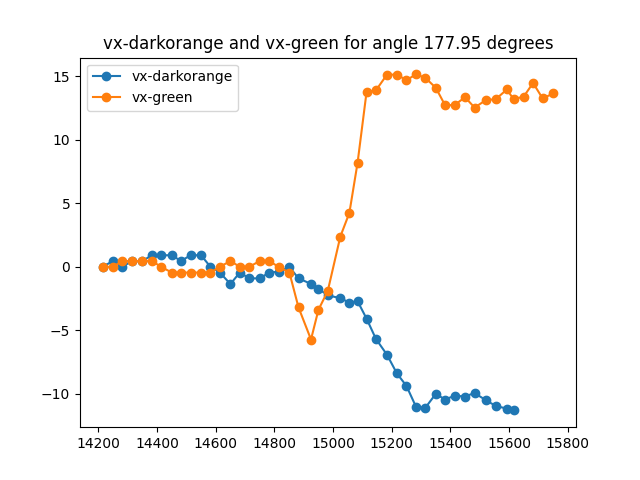 vx-darkorange and vx-green for angle 177.95 degrees
vx-darkorange
vx-green
15
10
5
0
−5
−10
14200 14400 14600 14800 15000 15200 15400 15600 15800